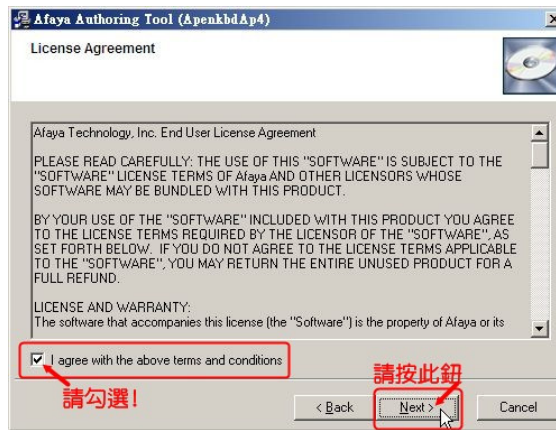 Afaya Authoring Tool (ApenkbdAp4)
License Agreement
Afaya Technology, Inc. End User License Agreement
PLEASE READ CAREFULLY: THE USE OF THIS "SOFTWARE" IS SUBJECT TO THE
"SOFTWARE" LICENSE TERMS OF Afaya AND OTHER LICENSORS WHOSE
SOFTWARE MAY BE BUNDLED WITH THIS PRODUCT.
BY YOUR USE OF THE "SOFTWARE" INCLUDED WITH THIS PRODUCT YOU AGREE
TO THE LICENSE TERMS REQUIRED BY THE LICENSOR OF THE "SOFTWARE", AS
SET FORTH BELOW. IF YOU DO NOT AGREE TO THE LICENSE TERMS APPLICABLE
TO THE "SOFTWARE", YOU MAY RETURN THE ENTIRE UNUSED PRODUCT FOR A
FULL REFUND.
LICENSE AND WARRANTY:
The software that accompanies this license (the "Software") is the property of Afaya or its
I agree with the above terms and conditions
請勾選!
請按此鈕
< Back
Next >
Cancel